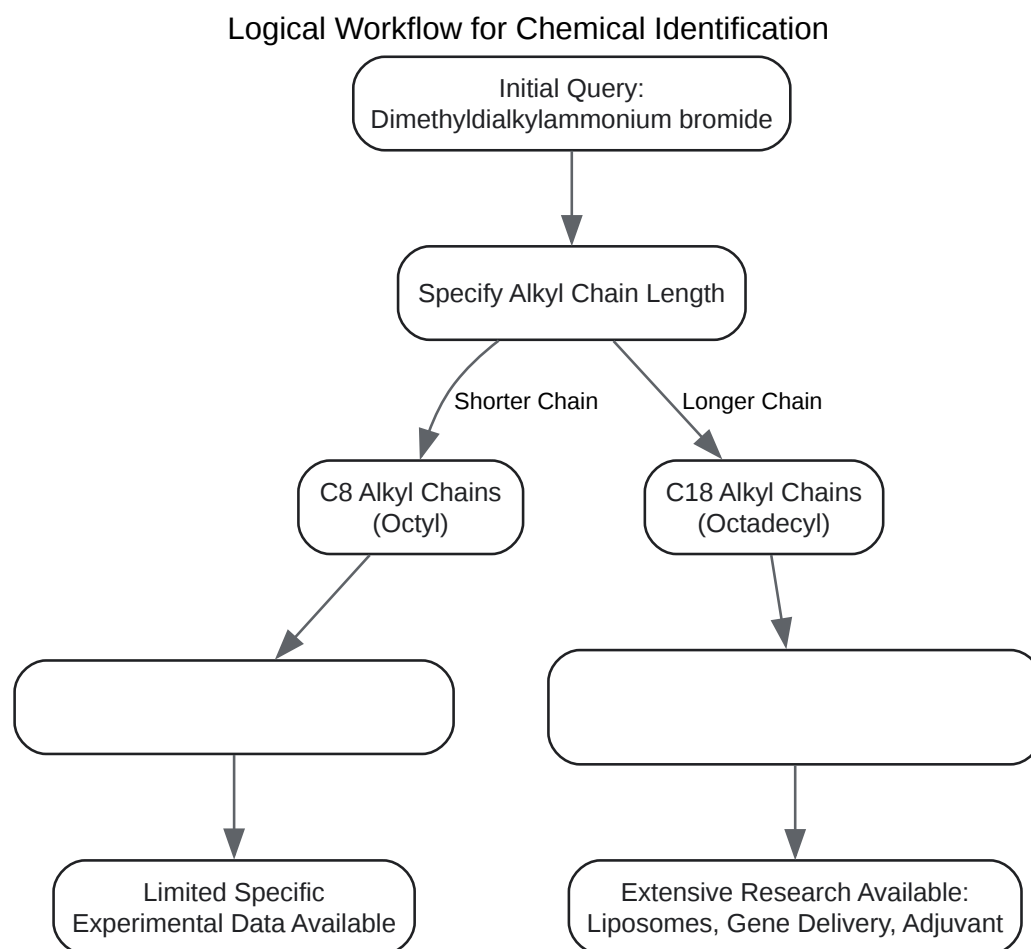 Logical Workflow for Chemical Identification
Initial Query:
Dimethyldialkylammonium bromide
Specify Alkyl Chain Length
Shorter Chain
Longer Chain
C8 Alkyl Chains
(Octyl)
C18 Alkyl Chains
(Octadecyl)
Limited Specific
Experimental Data Available
Extensive Research Available:
Liposomes, Gene Delivery, Adjuvant